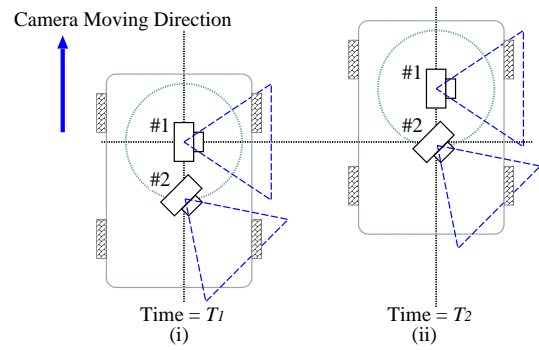 Camera Moving Direction
#1
#2
#1
#2
Time = T1
(i)
Time = T2
(ii)